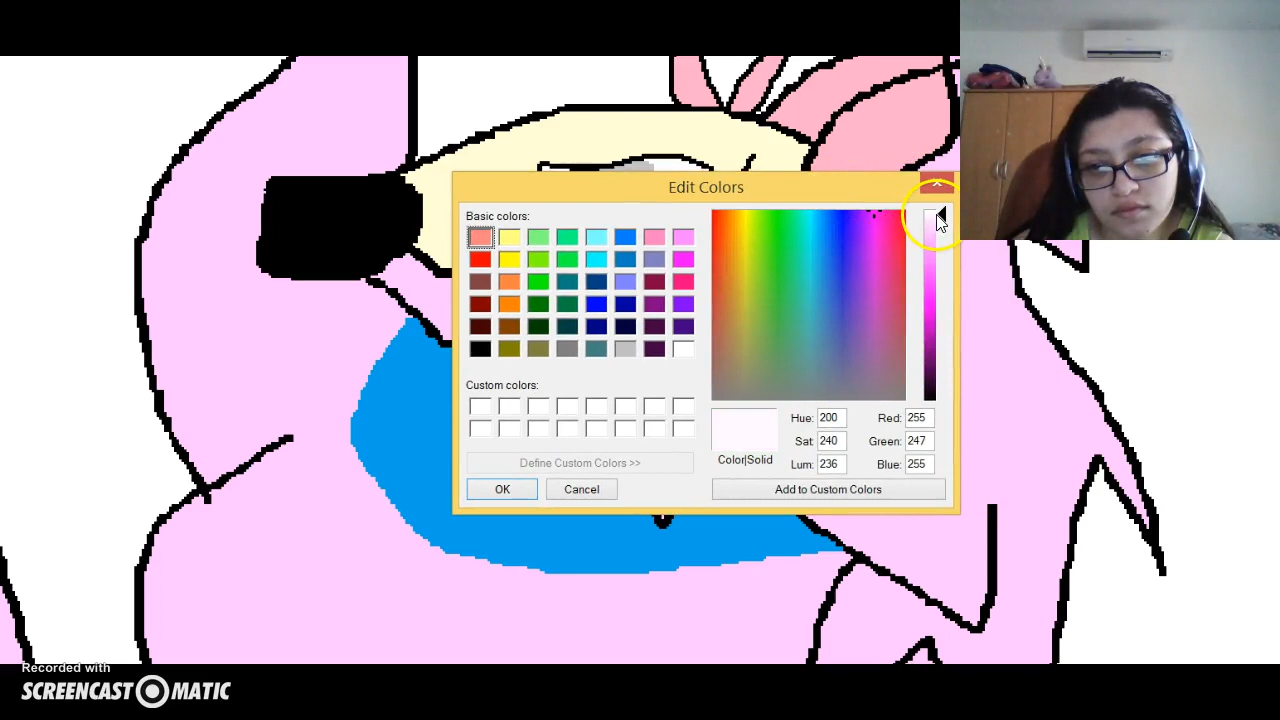 Edit Colors
Basic colors:
Custom colors:
Define Custom Colors >>
OK
Cancel
Color|Solid
Hue: 200
Sat: 240
Lum: 236
Red: 255
Green: 247
Blue: 255
Add to Custom Colors
Recorded with
SCREENCAST MATIC